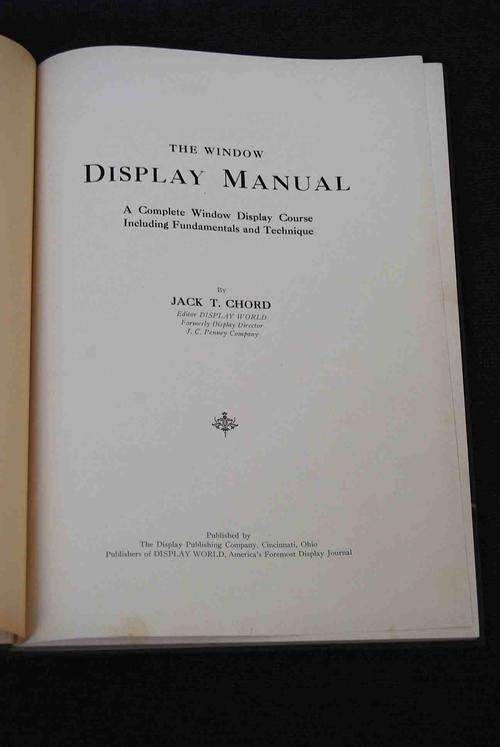 THE WINDOW
DISPLAY MANUAL
A Complete Window Display Course
Including Fundamentals and Technique
By
JACK T. CHORD
Editor DISPLAY WORLD
Formerly Display Director
J. C. Penney Company
Published by
The Display Publishing Company, Cincinnati, Ohio
Publishers of DISPLAY WORLD, America's Foremost Display Journal